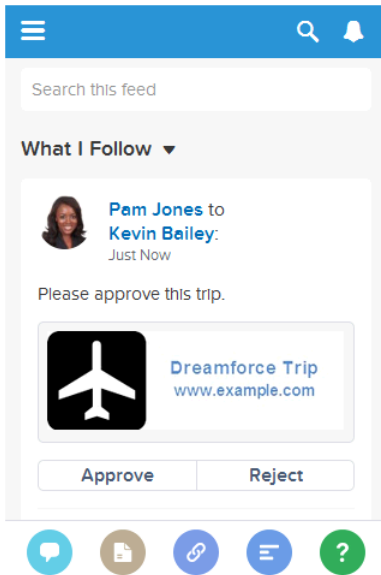 Search this feed
What I Follow
Pam Jones to
Kevin Bailey:
Just Now
Please approve this trip.
Dreamforce Trip
www.example.com
Approve Reject
?